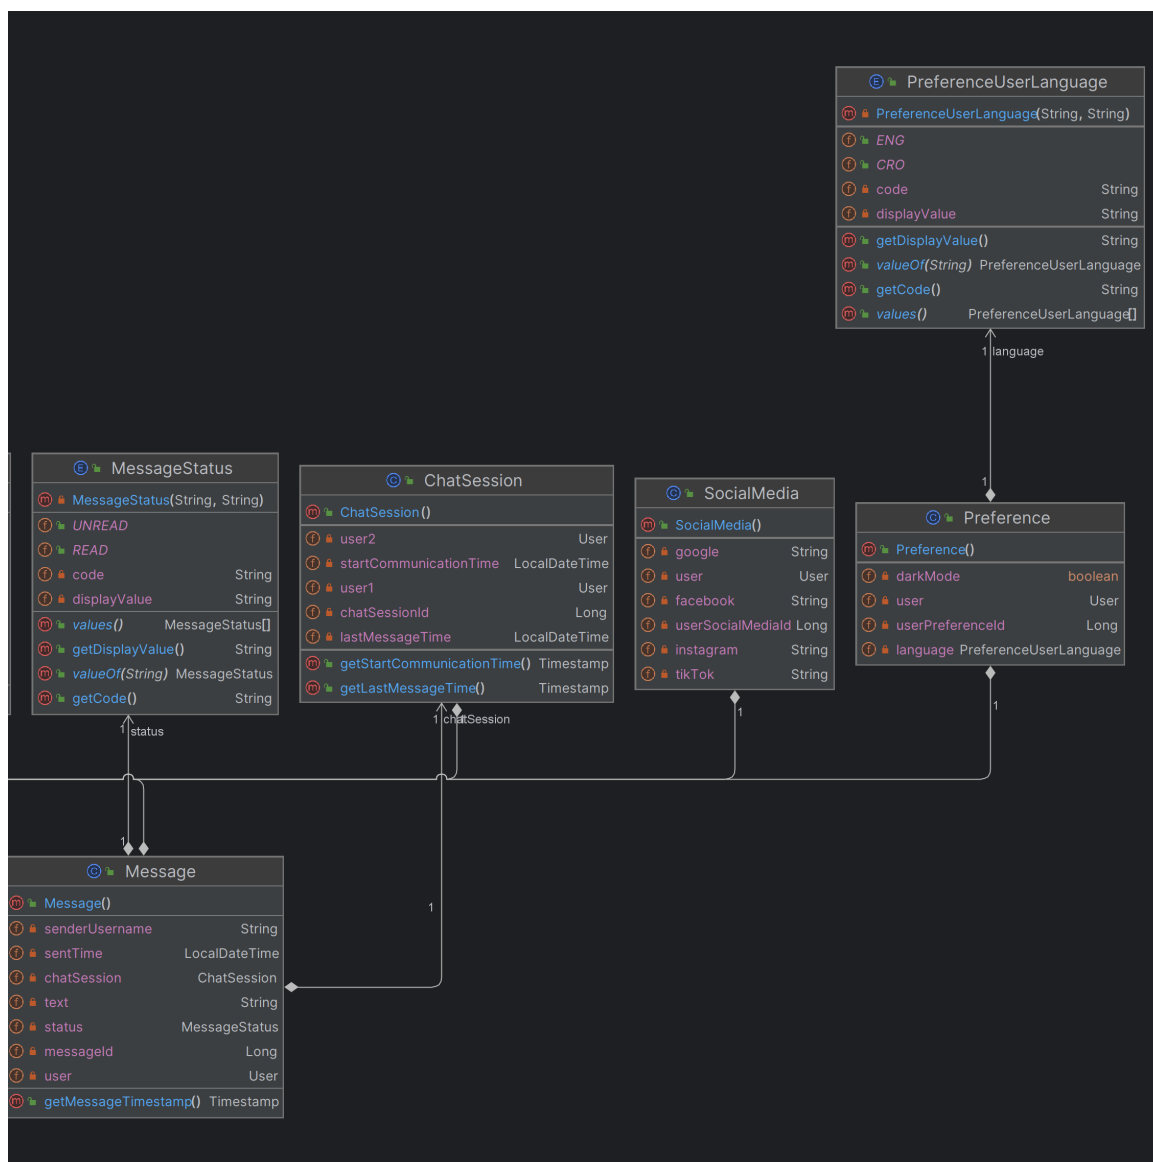 PreferenceUserLanguage
PreferenceUserLanguage(String, String)
ENG
CRO
code String
displayValue String
getDisplayValue() String
valueOf(String) PreferenceUserLanguage
getCode() String
values() PreferenceUserLanguage[]
1 language
1
MessageStatus
MessageStatus(String, String)
UNREAD
READ
code String
displayValue String
values() MessageStatus[]
getDisplayValue() String
valueOf(String) MessageStatus
getCode() String
1 status
ChatSession
ChatSession()
user2 User
startCommunicationTime LocalDateTime
user1 User
chatSessionId Long
lastMessageTime LocalDateTime
getStartCommunicationTime() Timestamp
getLastMessageTime() Timestamp
1 chatSession
SocialMedia
SocialMedia()
google String
user User
facebook String
userSocialMediaId Long
instagram String
tikTok String
1
Preference
Preference()
darkMode boolean
user User
userPreferenceId Long
language PreferenceUserLanguage
1
1
1
Message
Message()
senderUsername String
sentTime LocalDateTime
chatSession ChatSession
text String
status MessageStatus
messageId Long
user User
getMessageTimestamp() Timestamp